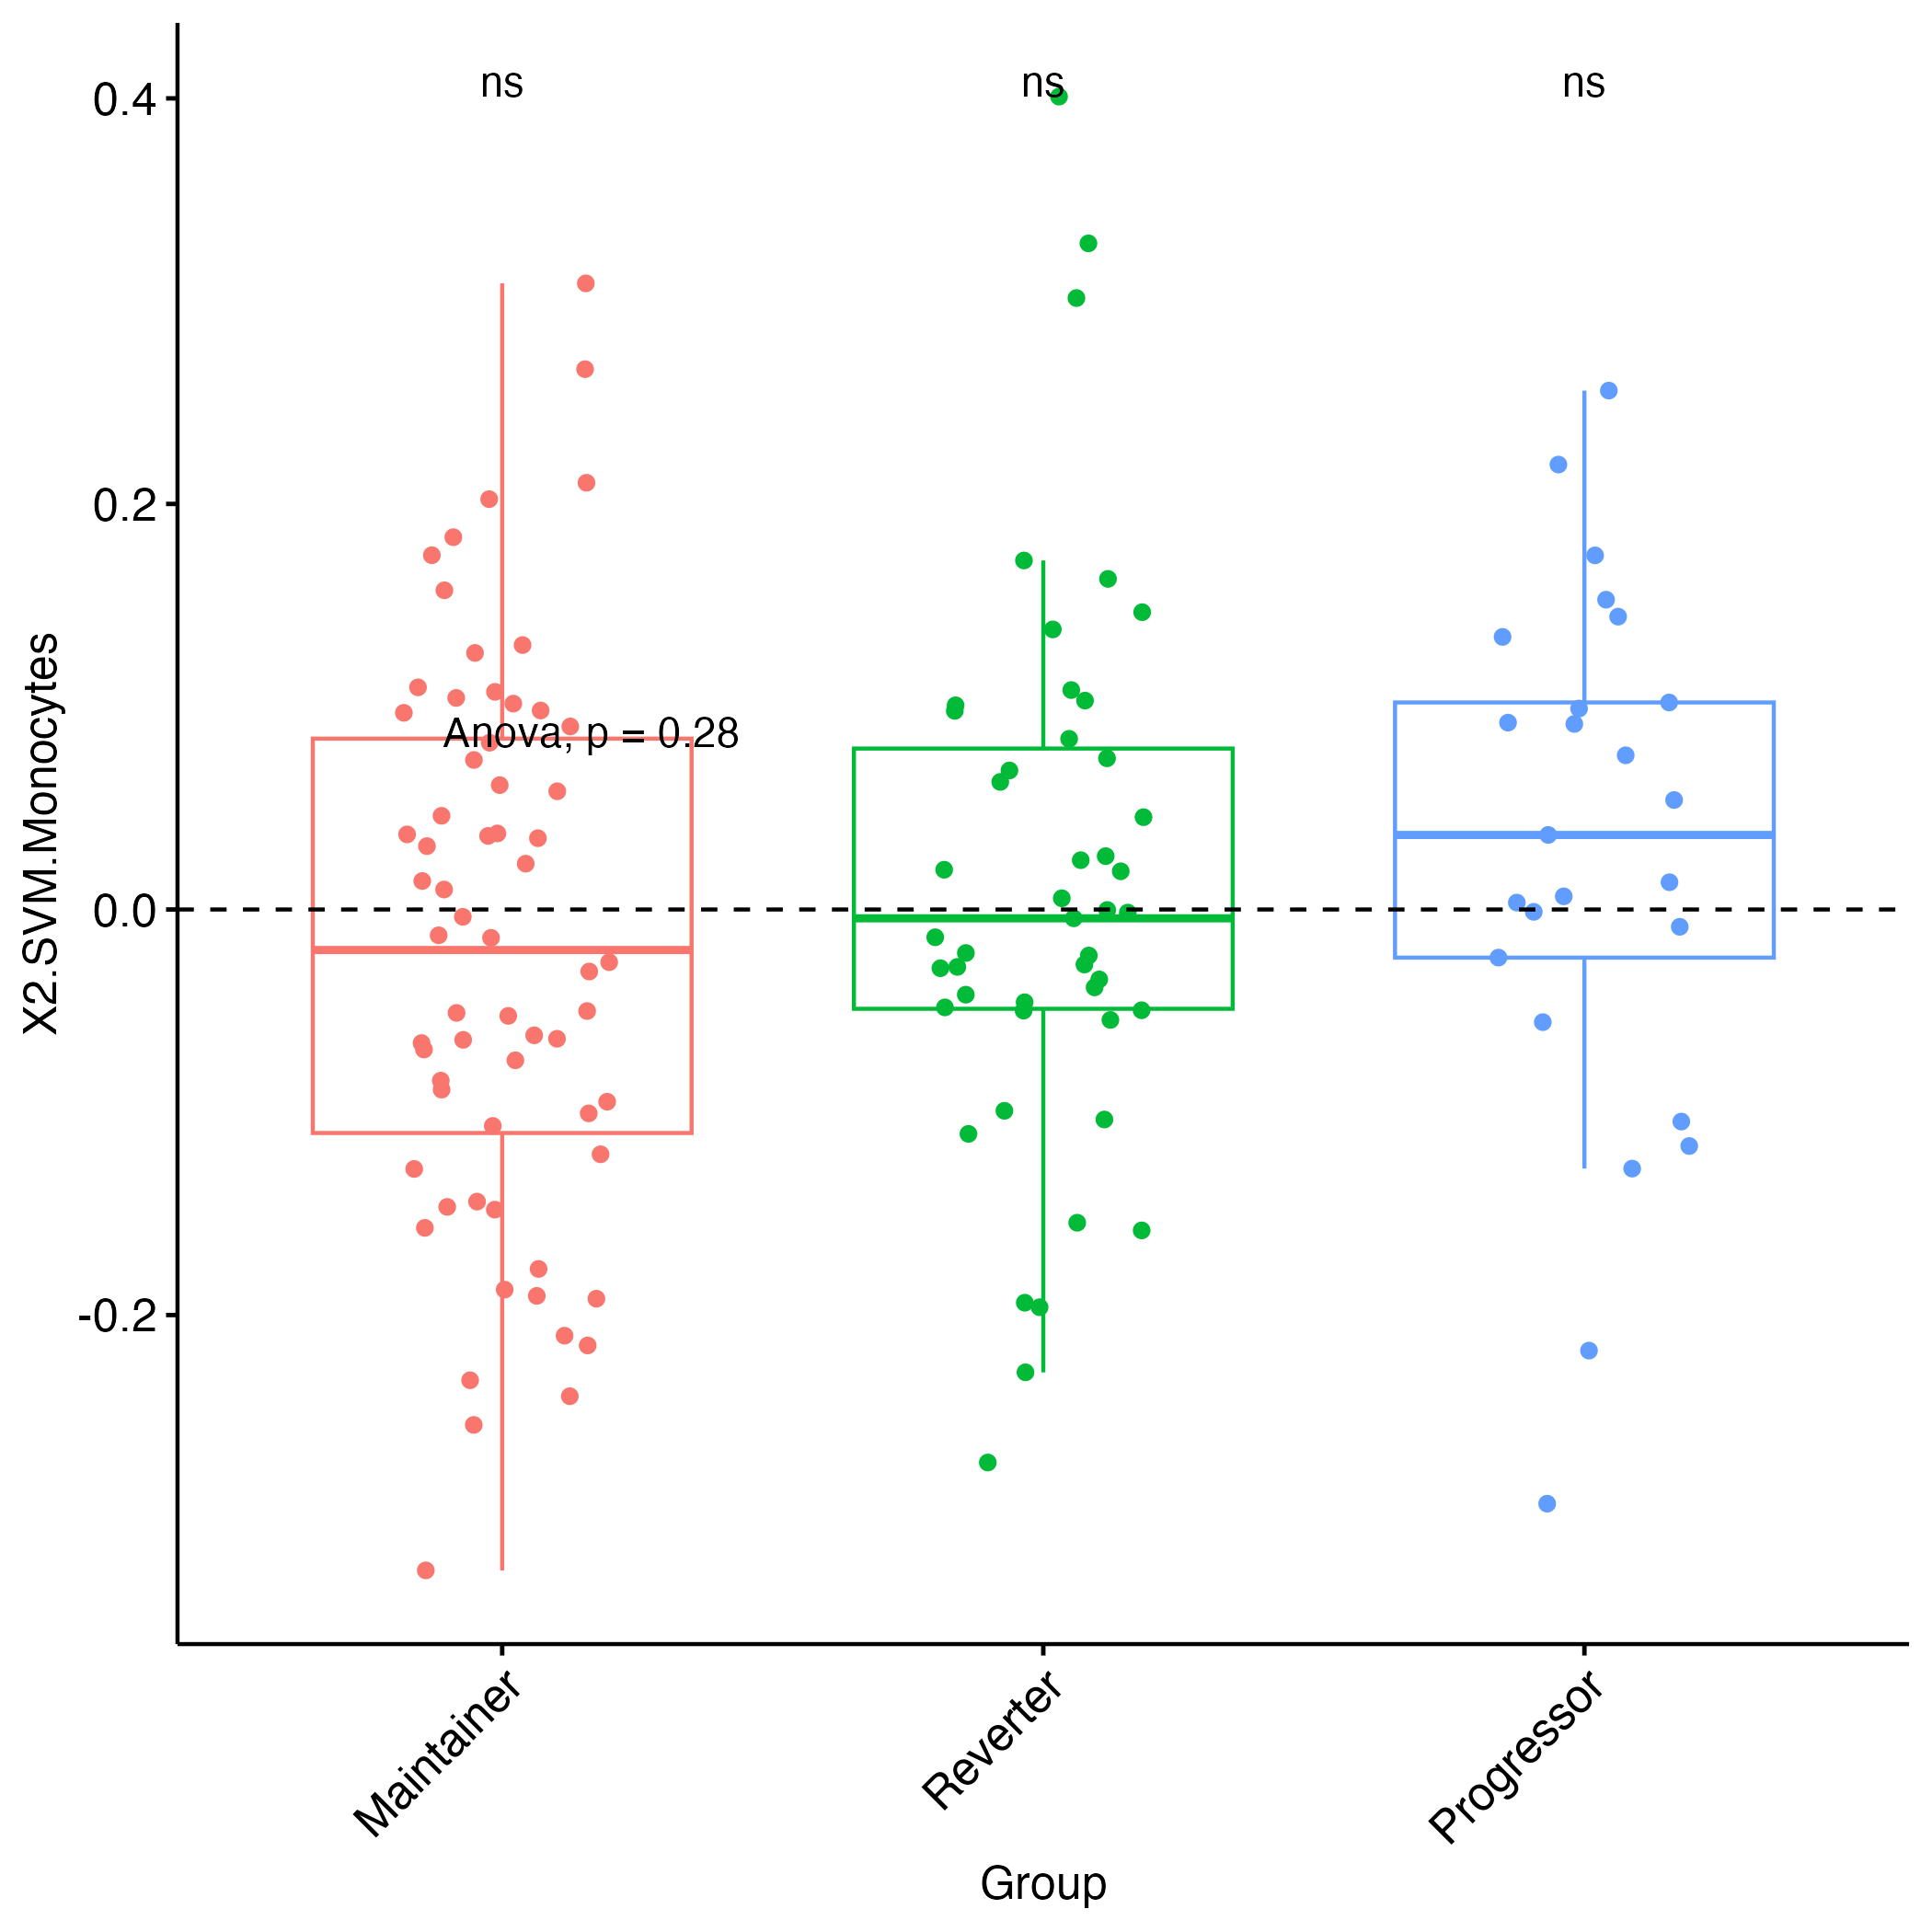 ns ns ns
0.4
0.2
0.0
-0.2
Anova, p = 0.28
X2.SVM.Monocytes
Maintainer
Reverter
Progressor
Group